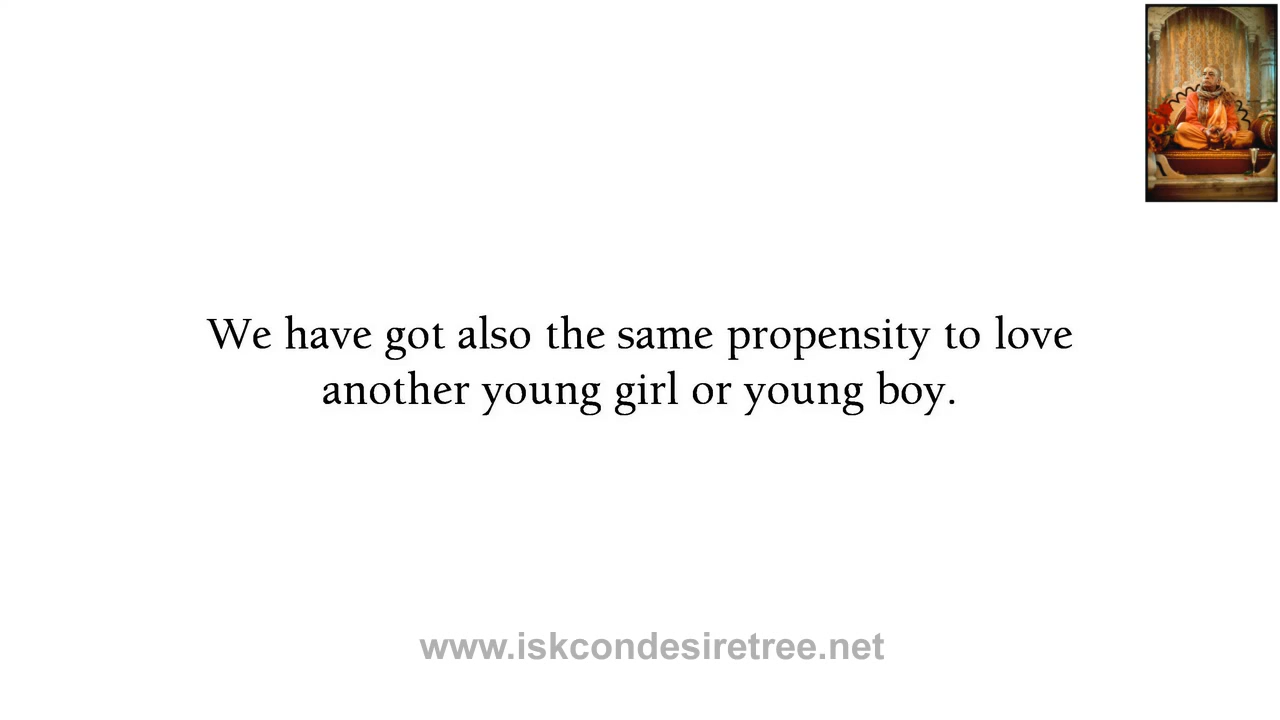 We have got also the same propensity to love
another young girl or young boy.
www.iskcondesiretree.net